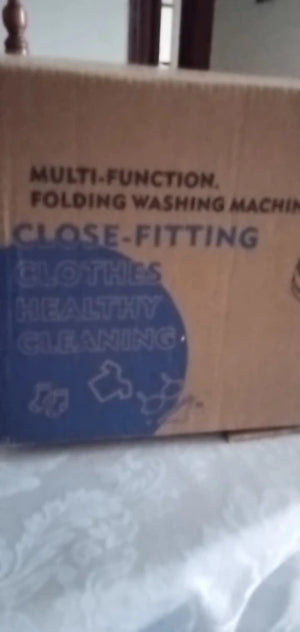 MULTI-FUNCTION.
FOLDING WASHING MACHIN
CLOSE-FITTING
CLOTHES
HEALTHY
CLEANING